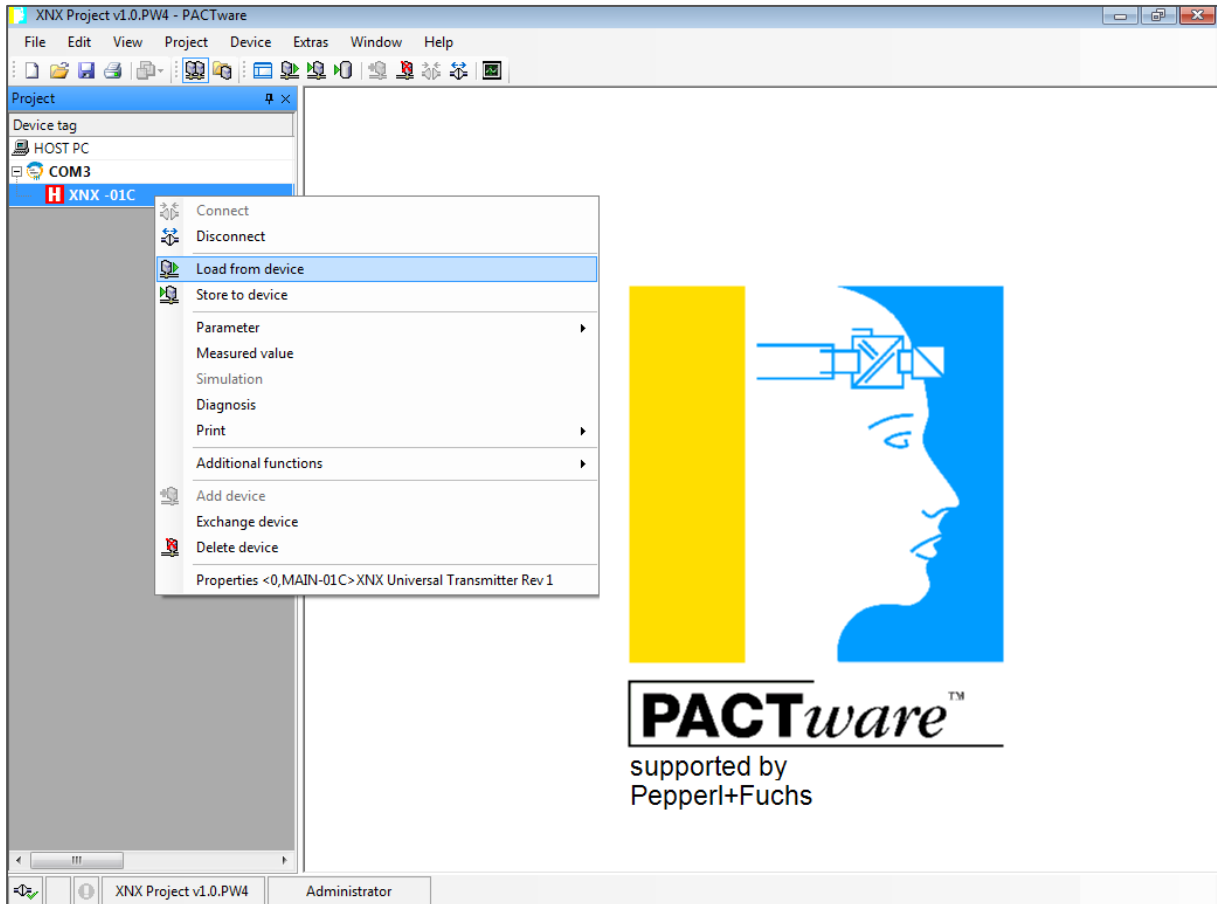 XNX Project v1.0.PW4 - PACTware
File Edit View Project Device Extras Window Help
Project
Device tag
HOST PC
COM3
H XNX -01C
Connect
Disconnect
Load from device
Store to device
Parameter
Measured value
Simulation
Diagnosis
Print
Additional functions
Add device
Exchange device
Delete device
Properties <0,MAIN-01C>XNX Universal Transmitter Rev 1
PACTware™
supported by
Pepperl+Fuchs
XNX Project v1.0.PW4 Administrator